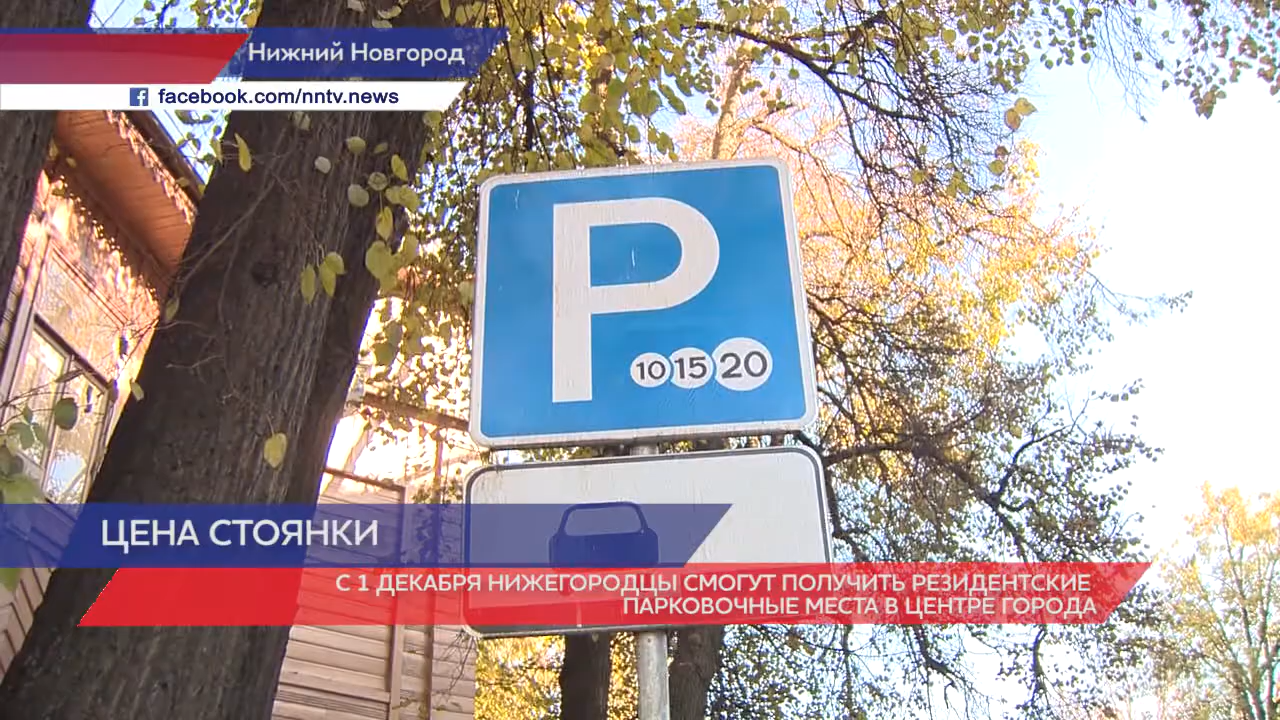 Нижний Новгород
facebook.com/nntv.news
P
10 15 20
ЦЕНА СТОЯНКИ
С 1 ДЕКАБРЯ НИЖЕГОРОДЦЫ СМОГУТ ПОЛУЧИТЬ РЕЗИДЕНТСКИЕ
ПАРКОВОЧНЫЕ МЕСТА В ЦЕНТРЕ ГОРОДА